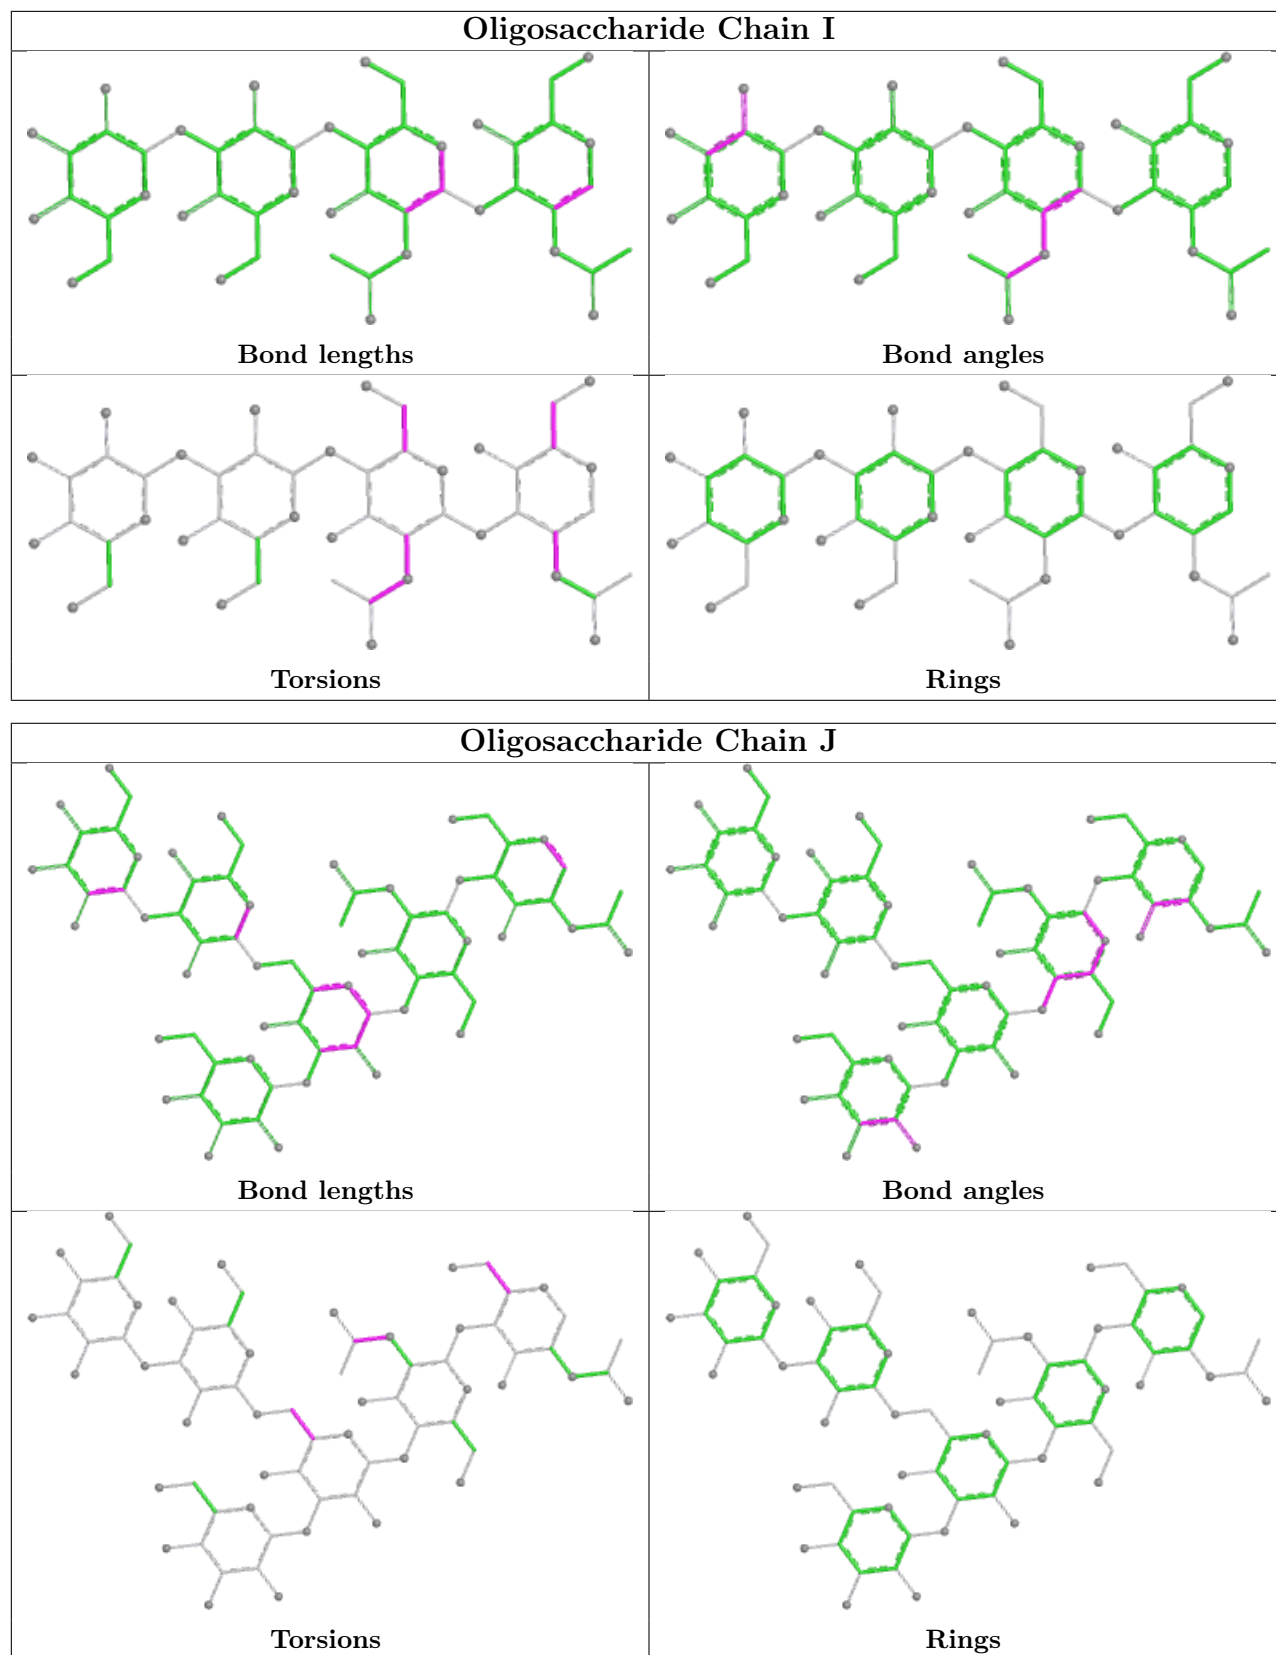 Oligosaccharide Chain I
Bond lengths
Bond angles
Torsions
Rings
Oligosaccharide Chain J
Bond lengths
Bond angles
Torsions
Rings